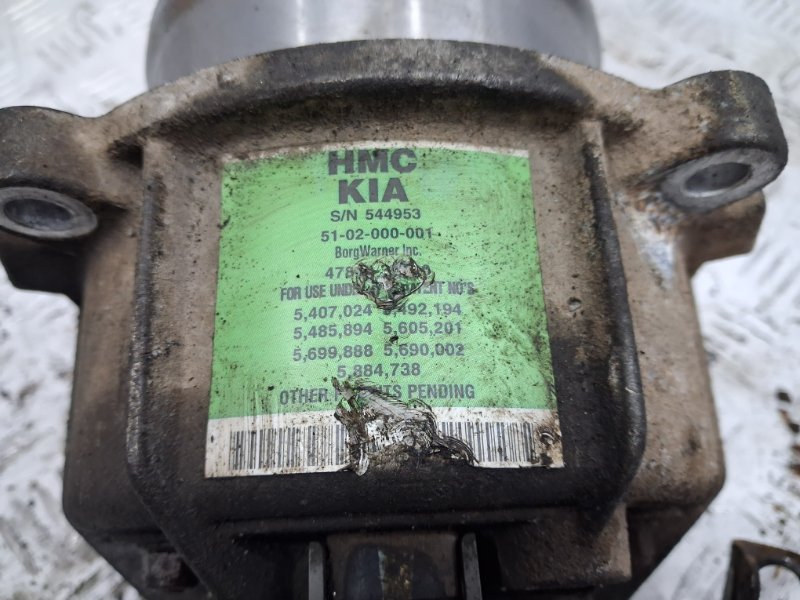 HMC
KIA
S/N 544953
51-02-000-001
BorgWarner Inc.
FOR USE NO'S
5,407,024
5,485,894 5,605,201
5,699,888 5,690,002
5,884,738
OTHER PENDING